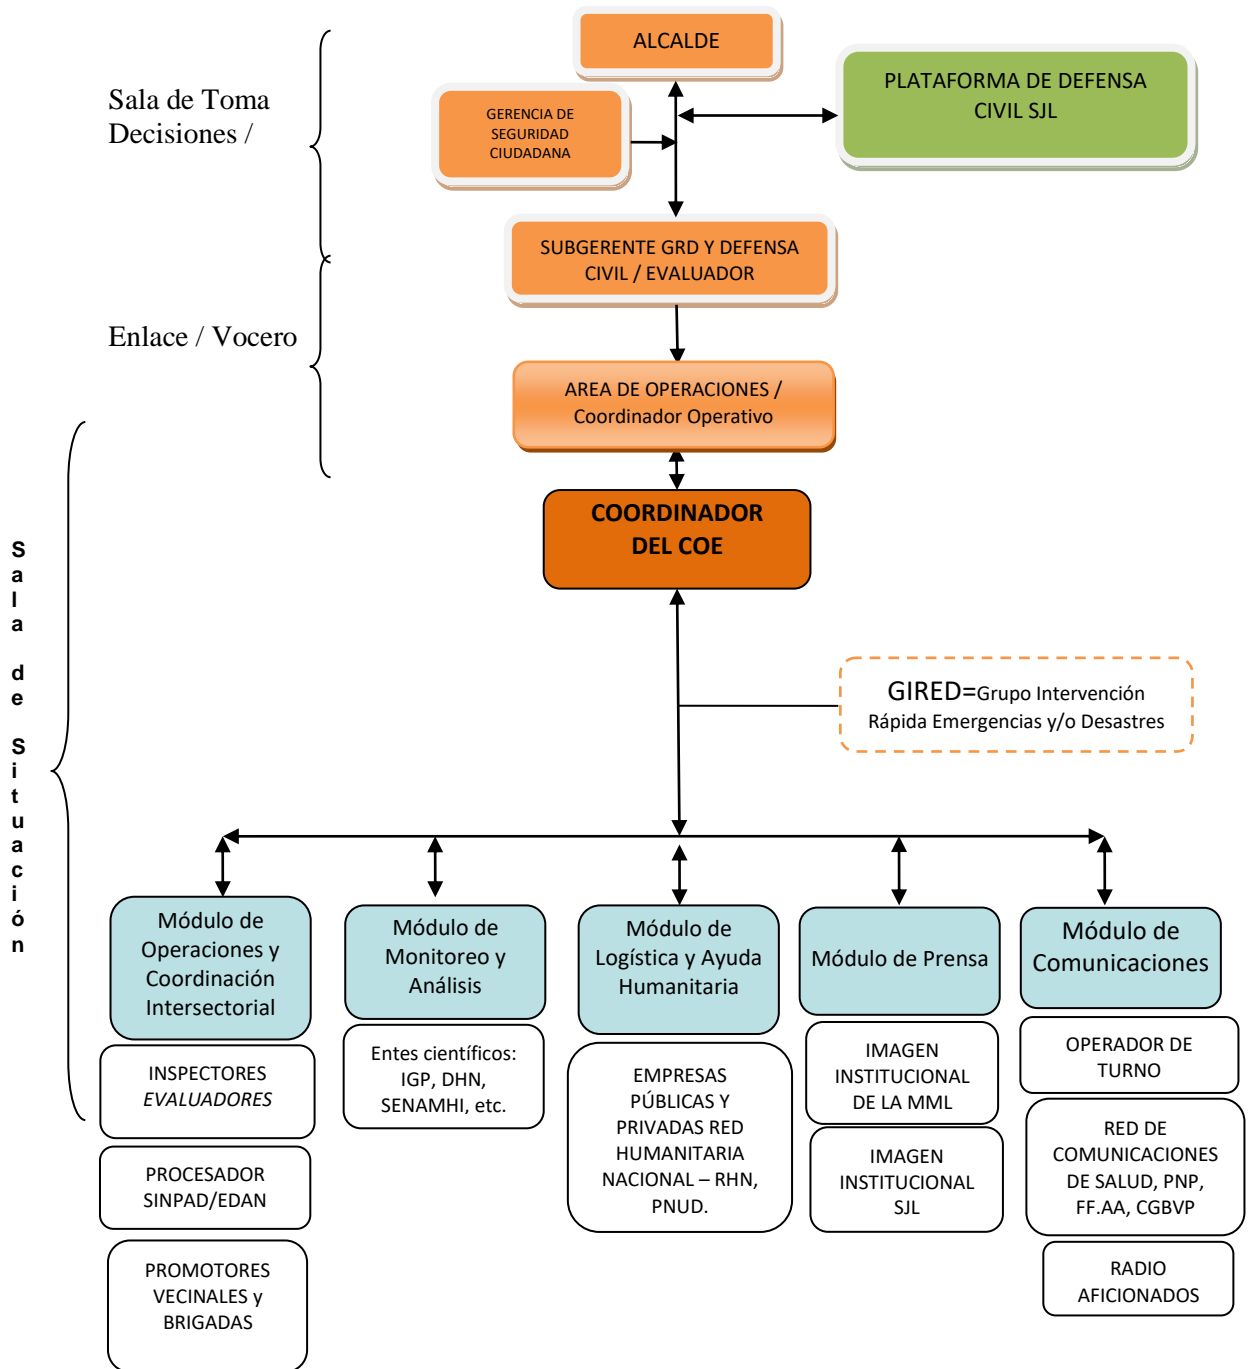 ALCALDE
PLATAFORMA DE DEFENSA
CIVIL SJL
Sala de Toma
Decisiones /
GERENCIA DE
SEGURIDAD
CIUDADANA
SUBGERENTE GRD Y DEFENSA
CIVIL / EVALUADOR
Enlace / Vocero
AREA DE OPERACIONES /
Coordinador Operativo
COORDINADOR
DEL COE
Sala de Situación
GIRED=Grupo Intervención
Rápida Emergencias y/o Desastres
Módulo de
Operaciones y
Coordinación
Intersectorial
INSPECTORES
EVALUADORES
PROCESADOR
SINPAD/EDAN
PROMOTORES
VECINALES y
BRIGADAS
Módulo de
Monitoreo y
Análisis
Entes científicos:
IGP, DHN,
SENAMHI, etc.
Módulo de
Logística y Ayuda
Humanitaria
EMPRESAS
PÚBLICAS Y
PRIVADAS RED
HUMANITARIA
NACIONAL – RHN,
PNUD.
Módulo de Prensa
IMAGEN
INSTITUCIONAL
DE LA MML
IMAGEN
INSTITUCIONAL
SJL
Módulo de
Comunicaciones
OPERADOR DE
TURNO
RED DE
COMUNICACIONES
DE SALUD, PNP,
FF.AA, CGBVP
RADIO
AFICIONADOS